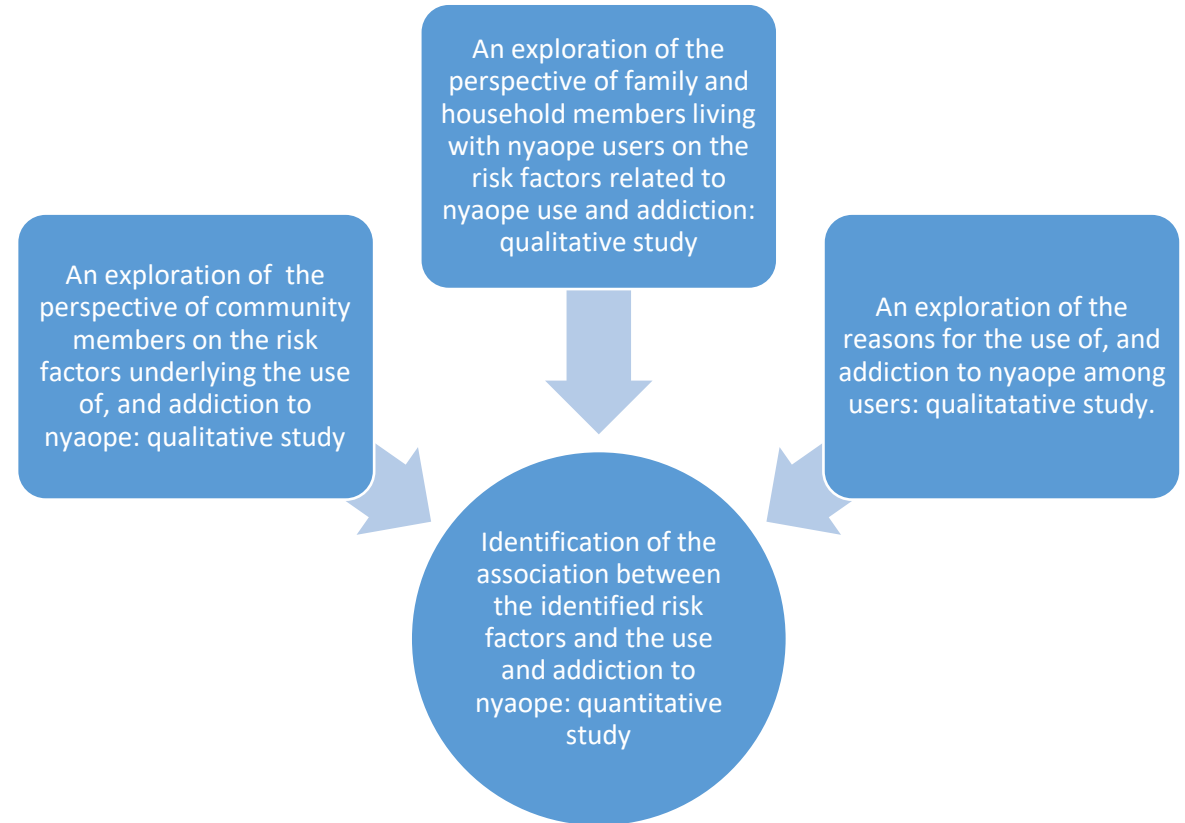 An exploration of the
perspective of family and
household members living
with nyaope users on the
risk factors related to
nyaope use and addiction:
qualitative study
An exploration of  the
perspective of community
members on the risk
factors underlying the use
of, and addiction to
nyaope: qualitative study
An exploration of the
reasons for the use of, and
addiction to nyaope among
users: qualitatative study.
Identification of the
association between
the identified risk
factors and the use
and addiction to
nyaope: quantitative
study